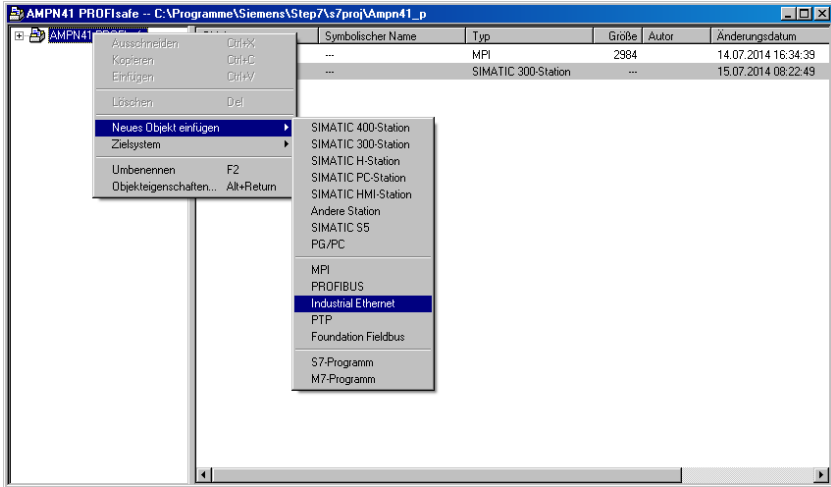 AMPN41 PROFIsafe -- C:\Programme\Siemens\Step7\s7proj\Ampn41_p
Symbolischer Name Typ Größe Autor Änderungsdatum
--- MPI 2984 14.07.2014 16:34:39
--- SIMATIC 300-Station --- 15.07.2014 08:22:49
AMPN41
Ausschneiden Ctrl+X
Kopieren Ctrl+C
Einfügen Ctrl+V
Löschen Del
Neues Objekt einfügen
Zielsystem
Umbenennen F2
Objekteigenschaften... Alt+Return
SIMATIC 400-Station
SIMATIC 300-Station
SIMATIC H-Station
SIMATIC PC-Station
SIMATIC HMI-Station
Andere Station
SIMATIC S5
PG/PC
MPI
PROFIBUS
Industrial Ethernet
PTP
Foundation Fieldbus
S7-Programm
M7-Programm